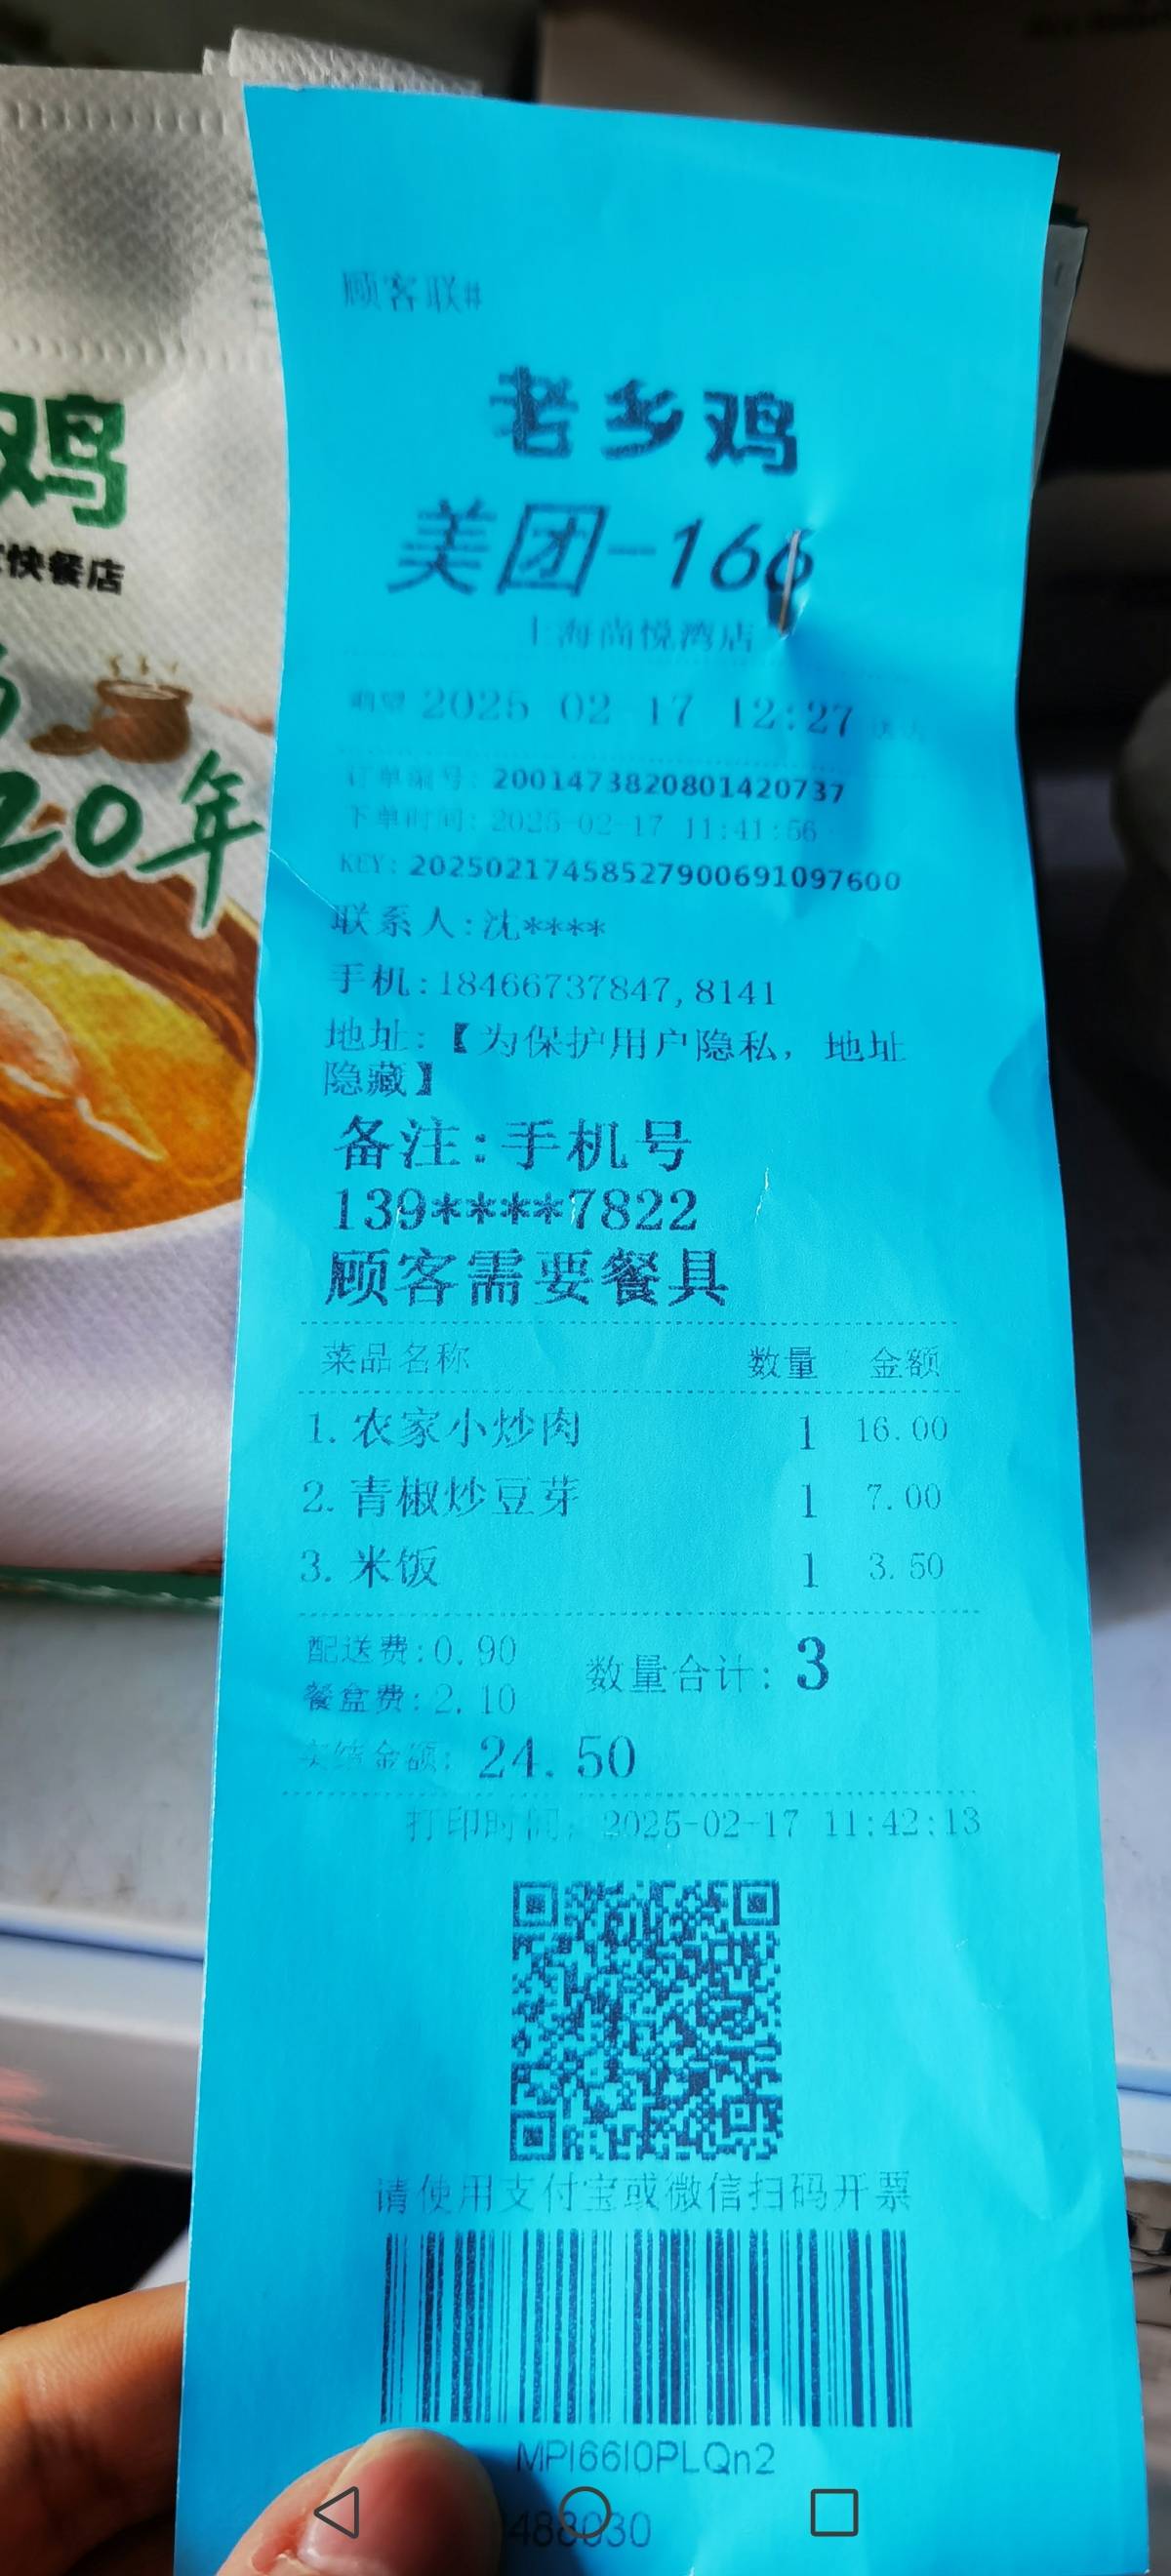 顾客联#
老乡鸡
美团-166
上海尚悦湾店
期望 2025 02 17 12:27
订单编号: 2001473820801420737
下单时间: 2025-02-17 11:41:56
KEY: 2025021745852790069109​7600
联系人:沈****
手机:18466737847,8141
地址:【为保护用户隐私, 地址
隐藏】
备注:手机号
139****7822
顾客需要餐具
菜品名称 数量 金额
1. 农家小炒肉 1 16.00
2. 青椒炒豆芽 1 7.00
3. 米饭 1 3.50
配送费:0.90
数量合计: 3
餐盒费:2.10
实结金额: 24.50
打印时间: 2025-02-17 11:42:13
请使用支付宝或微信扫码开票
MPI66I0PLQn2
488030
鸡
快餐店
20年